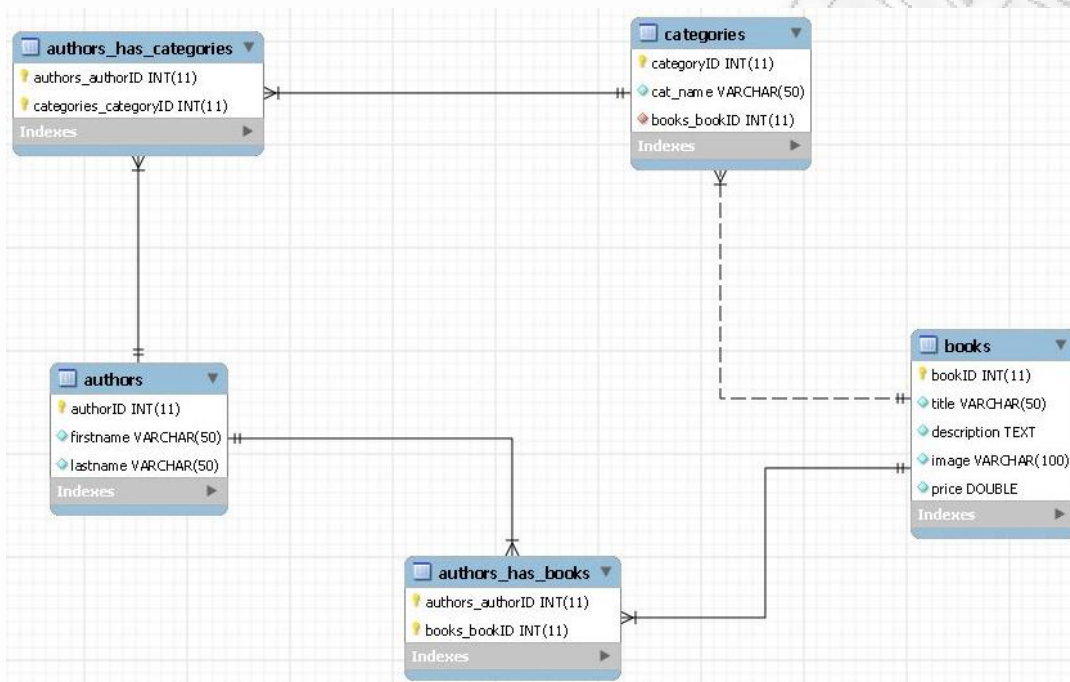 authors_has_categories
authors_authorID INT(11)
categories_categoryID INT(11)
Indexes
categories
categoryID INT(11)
cat_name VARCHAR(50)
books_bookID INT(11)
Indexes
authors
authorID INT(11)
firstname VARCHAR(50)
lastname VARCHAR(50)
Indexes
books
bookID INT(11)
title VARCHAR(50)
description TEXT
image VARCHAR(100)
price DOUBLE
Indexes
authors_has_books
authors_authorID INT(11)
books_bookID INT(11)
Indexes